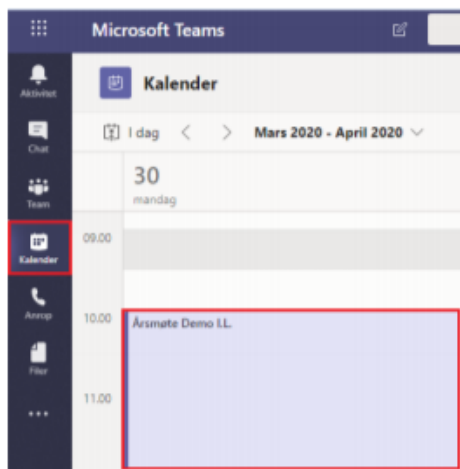 Microsoft Teams
Aktivitet
Chat
Team
Kalender
Anrop
Filer
Kalender
I dag
Mars 2020 - April 2020
30
mandag
09.00
10.00
Årsmøte Demo I.L.
11.00